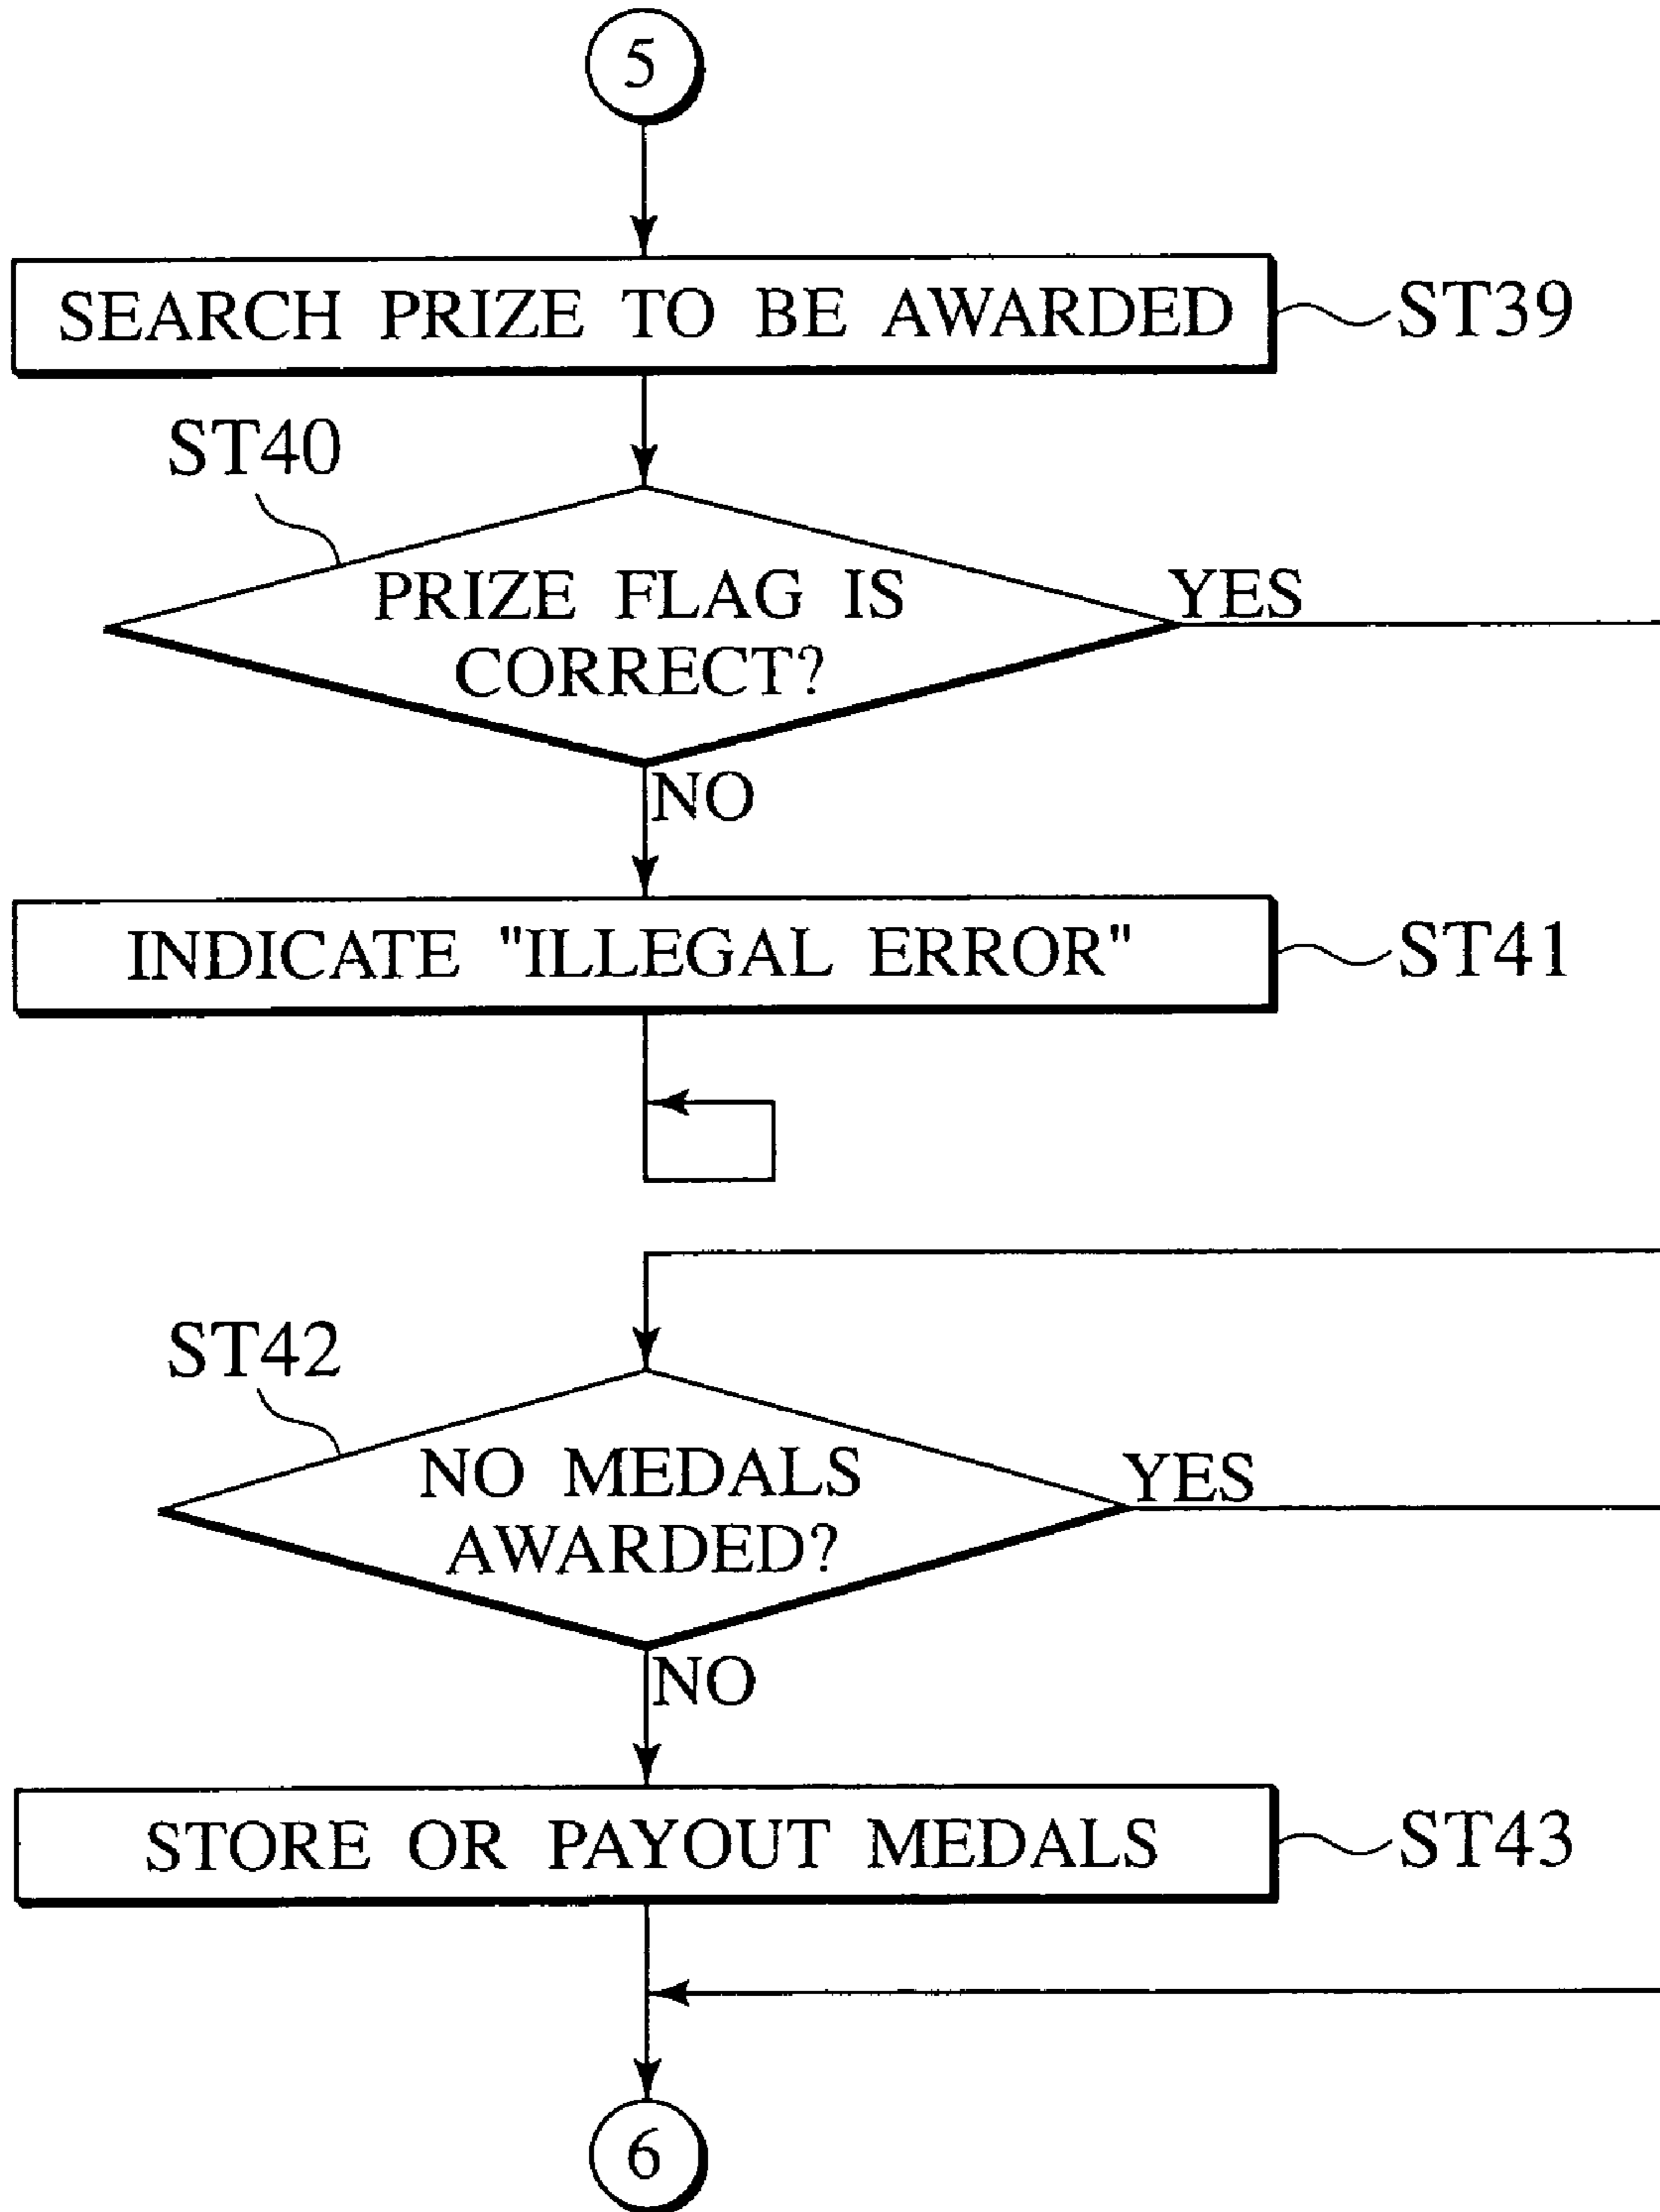 5
SEARCH PRIZE TO BE AWARDED
ST39
ST40
PRIZE FLAG IS
CORRECT?
YES
NO
INDICATE "ILLEGAL ERROR"
ST41
ST42
NO MEDALS
AWARDED?
YES
NO
STORE OR PAYOUT MEDALS
ST43
6